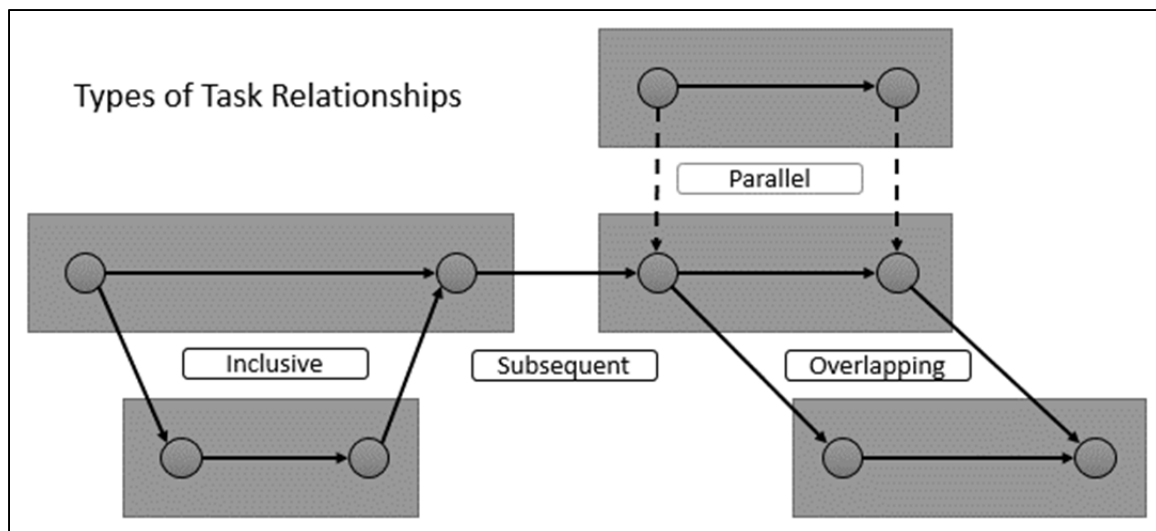 Types of Task Relationships
Parallel
Inclusive
Subsequent
Overlapping